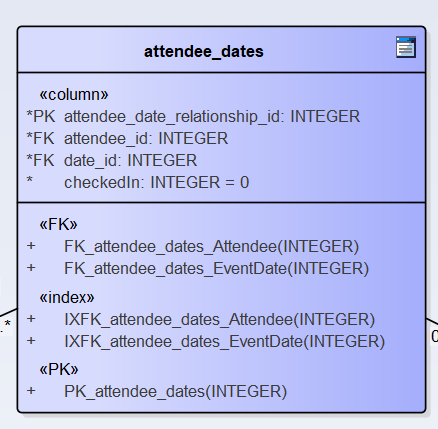 attendee_dates
«column»
*PK attendee_date_relationship_id: INTEGER
*FK attendee_id: INTEGER
*FK date_id: INTEGER
* checkedIn: INTEGER = 0
«FK»
+ FK_attendee_dates_Attendee(INTEGER)
+ FK_attendee_dates_EventDate(INTEGER)
«index»
+ IXFK_attendee_dates_Attendee(INTEGER)
+ IXFK_attendee_dates_EventDate(INTEGER)
«PK»
+ PK_attendee_dates(INTEGER)